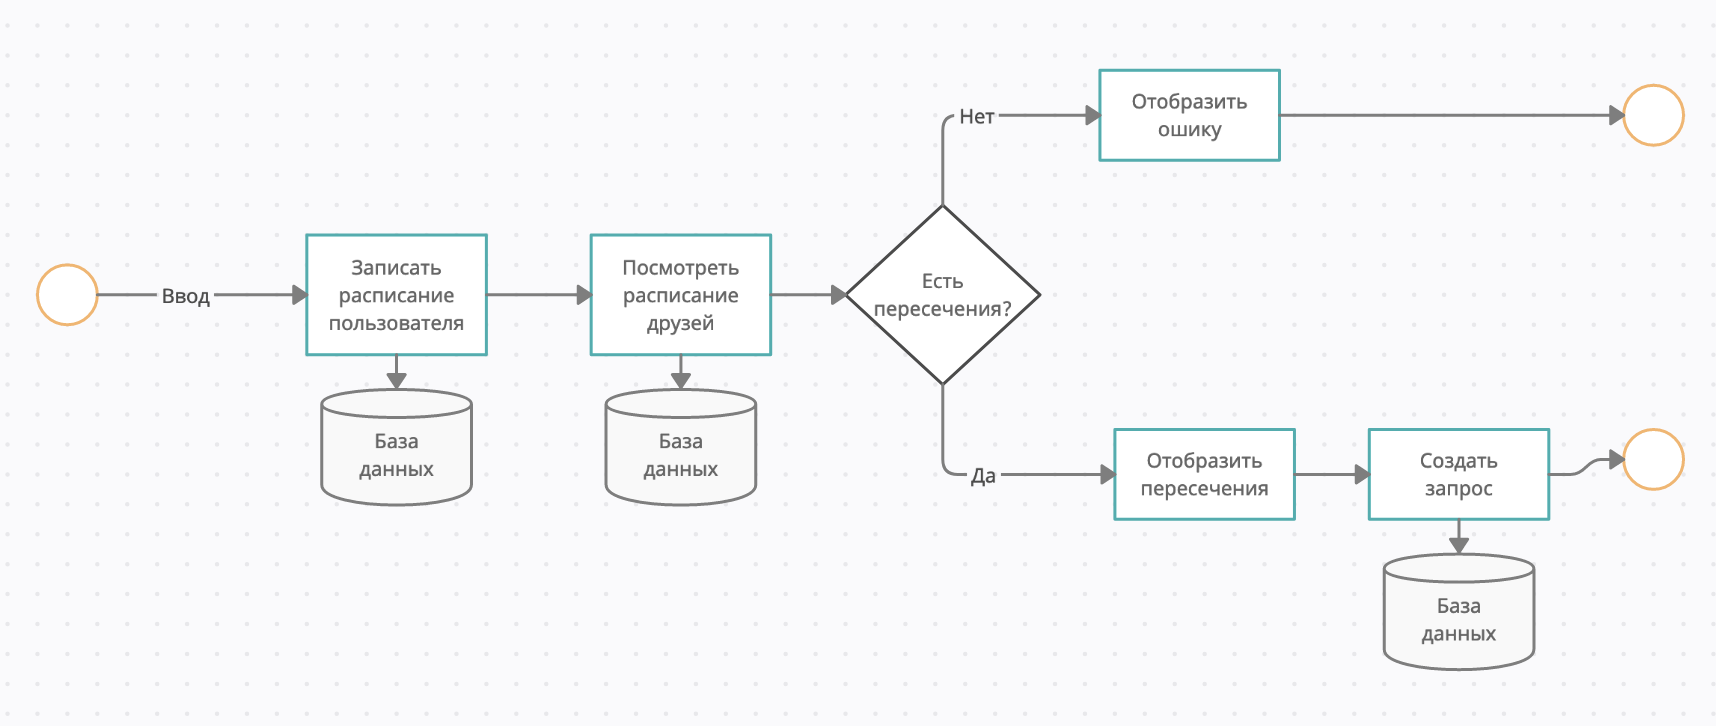 Ввод
Записать
расписание
пользователя
База
данных
Посмотреть
расписание
друзей
База
данных
Есть
пересечения?
Нет
Отобразить
ошику
Да
Отобразить
пересечения
Создать
запрос
База
данных